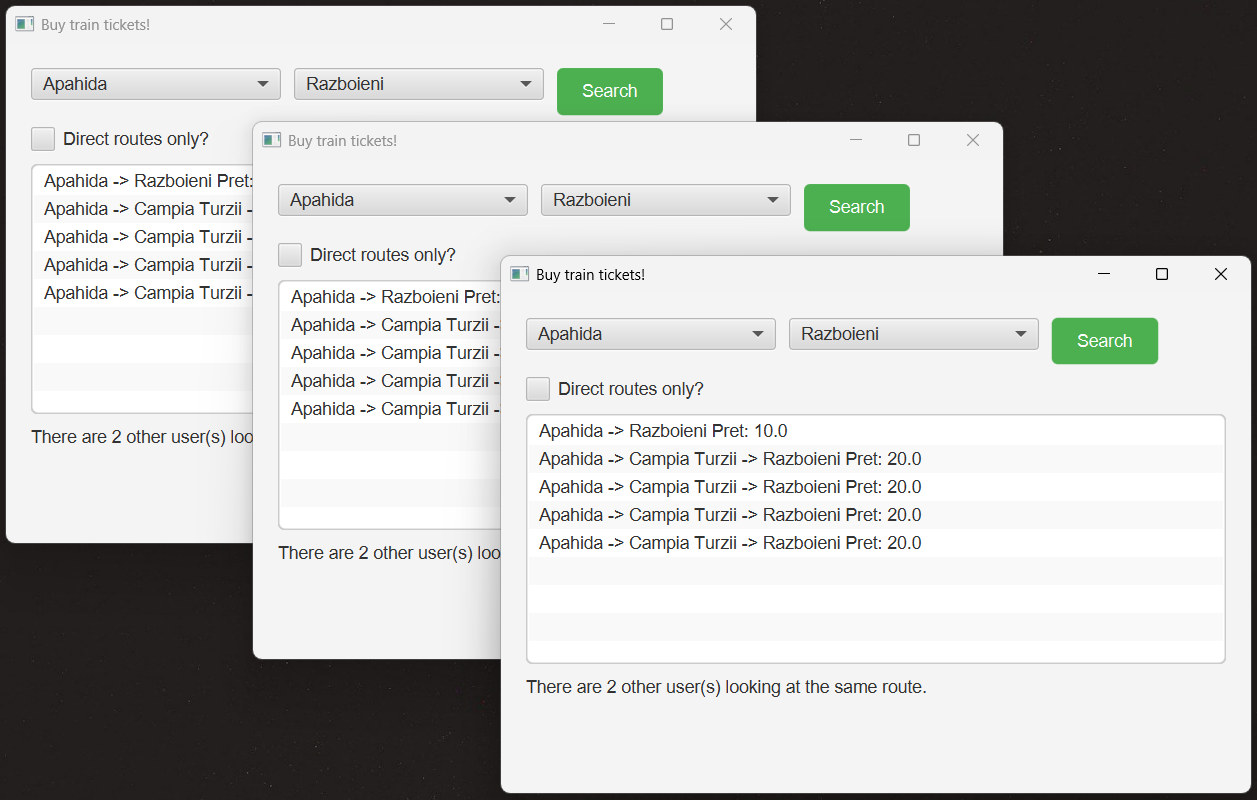 Buy train tickets!
Apahida
Razboieni
Search
Direct routes only?
Apahida -> Razboieni Pret:
Apahida -> Campia Turzii -
Apahida -> Campia Turzii -
Apahida -> Campia Turzii -
Apahida -> Campia Turzii -
There are 2 other user(s) loo
Buy train tickets!
Apahida
Razboieni
Search
Direct routes only?
Apahida -> Razboieni Pret:
Apahida -> Campia Turzii -
Apahida -> Campia Turzii -
Apahida -> Campia Turzii -
Apahida -> Campia Turzii -
There are 2 other user(s) loo
Buy train tickets!
Apahida
Razboieni
Search
Direct routes only?
Apahida -> Razboieni Pret: 10.0
Apahida -> Campia Turzii -> Razboieni Pret: 20.0
Apahida -> Campia Turzii -> Razboieni Pret: 20.0
Apahida -> Campia Turzii -> Razboieni Pret: 20.0
Apahida -> Campia Turzii -> Razboieni Pret: 20.0
There are 2 other user(s) looking at the same route.